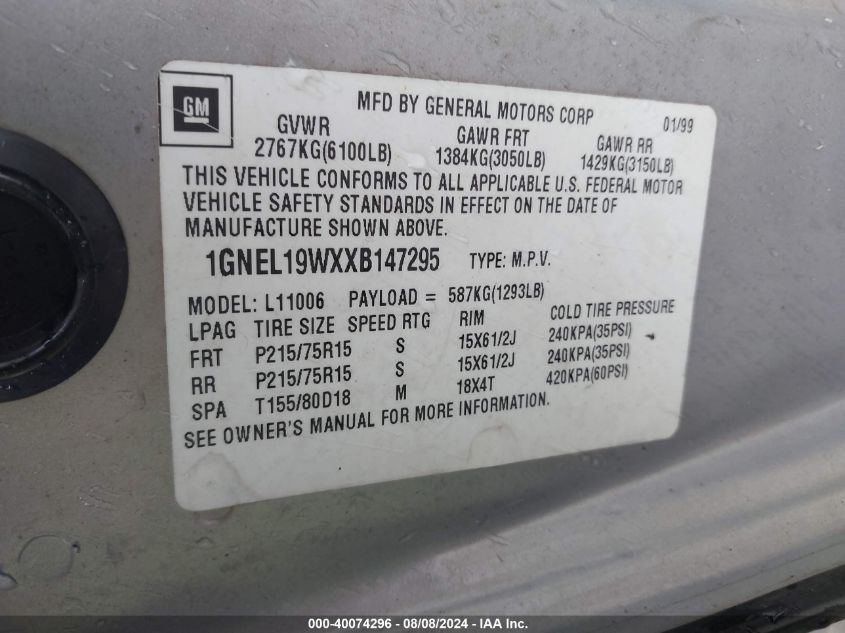 GM
MFD BY GENERAL MOTORS CORP 01/99
GVWR GAWR FRT GAWR RR
2767KG(6100LB) 1384KG(3050LB) 1429KG(3150LB)
THIS VEHICLE CONFORMS TO ALL APPLICABLE U.S. FEDERAL MOTOR
VEHICLE SAFETY STANDARDS IN EFFECT ON THE DATE OF
MANUFACTURE SHOWN ABOVE.
1GNEL19WXXB147295 TYPE: M.P.V.
MODEL: L11006 PAYLOAD = 587KG(1293LB)
LPAG TIRE SIZE SPEED RTG RIM COLD TIRE PRESSURE
FRT P215/75R15 S 15X61/2J 240KPA(35PSI)
RR P215/75R15 S 15X61/2J 240KPA(35PSI)
SPA T155/80D18 M 18X4T 420KPA(60PSI)
SEE OWNER'S MANUAL FOR MORE INFORMATION.
000-40074296 - 08/08/2024 - IAA Inc.